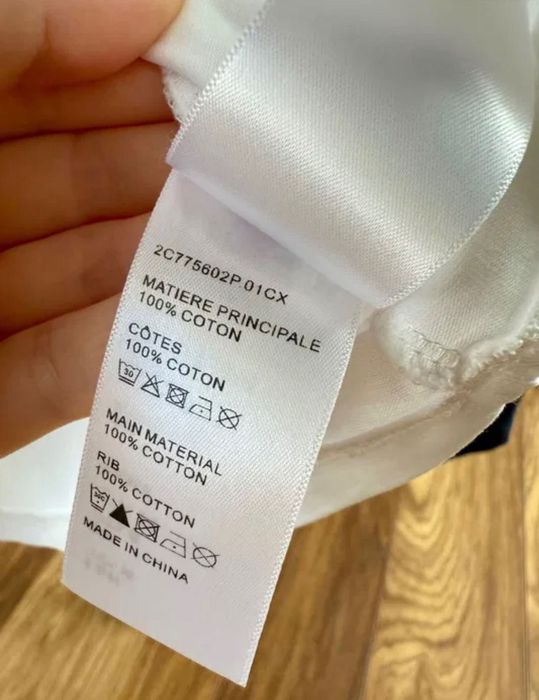 2C775602P 01CX
MATIERE PRINCIPALE
100% COTON
CÔTES
100% COTON
30
MAIN MATERIAL
100% COTTON
RIB
100% COTTON
MADE IN CHINA